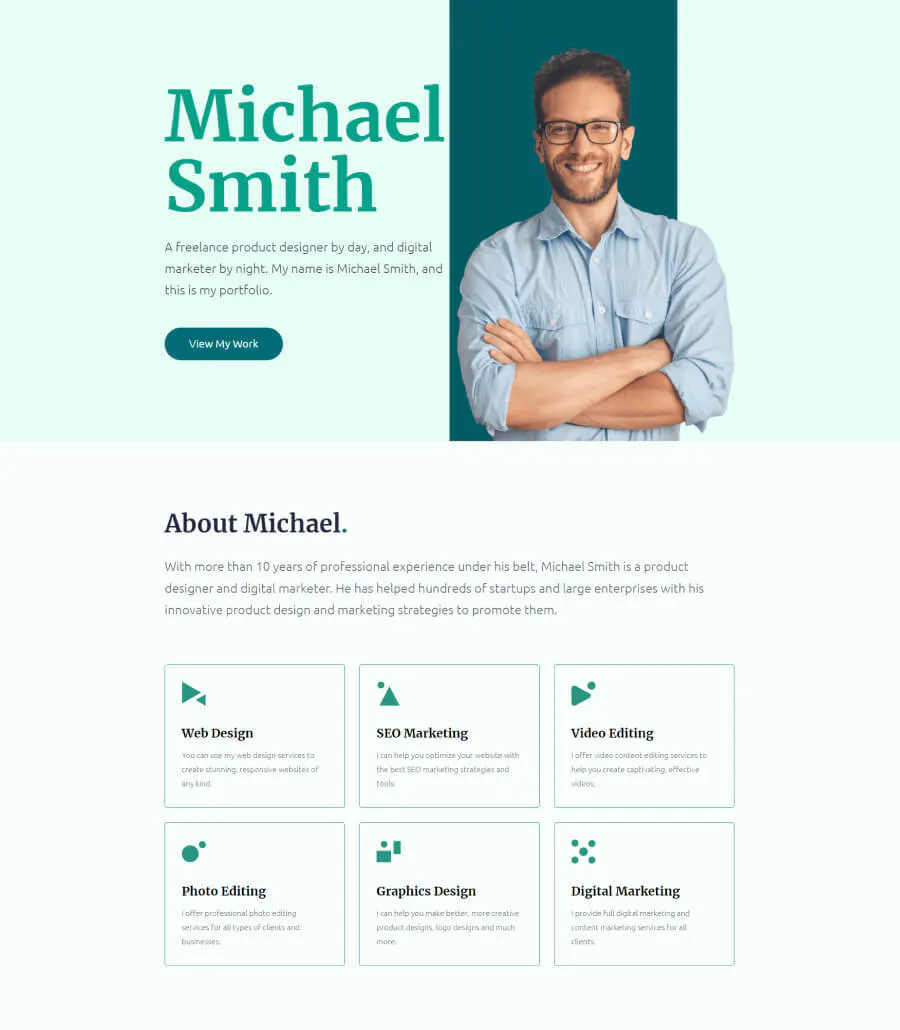 Michael
Smith
A freelance product designer by day, and digital
marketer by night. My name is Michael Smith, and
this is my portfolio.
View My Work
About Michael.
With more than 10 years of professional experience under his belt, Michael Smith is a product
designer and digital marketer. He has helped hundreds of startups and large enterprises with his
innovative product design and marketing strategies to promote them.
Web Design
You can use my web design services to
create stunning, responsive websites of
any kind.
SEO Marketing
I can help you optimize your website with
the best SEO marketing strategies and
tools.
Video Editing
I offer video content editing services to
help you create captivating, effective
videos.
Photo Editing
I offer professional photo editing
services for all types of clients and
businesses.
Graphics Design
I can help you make better, more creative
product designs, logo designs and much
more.
Digital Marketing
I provide full digital marketing and
content marketing services for all
clients.